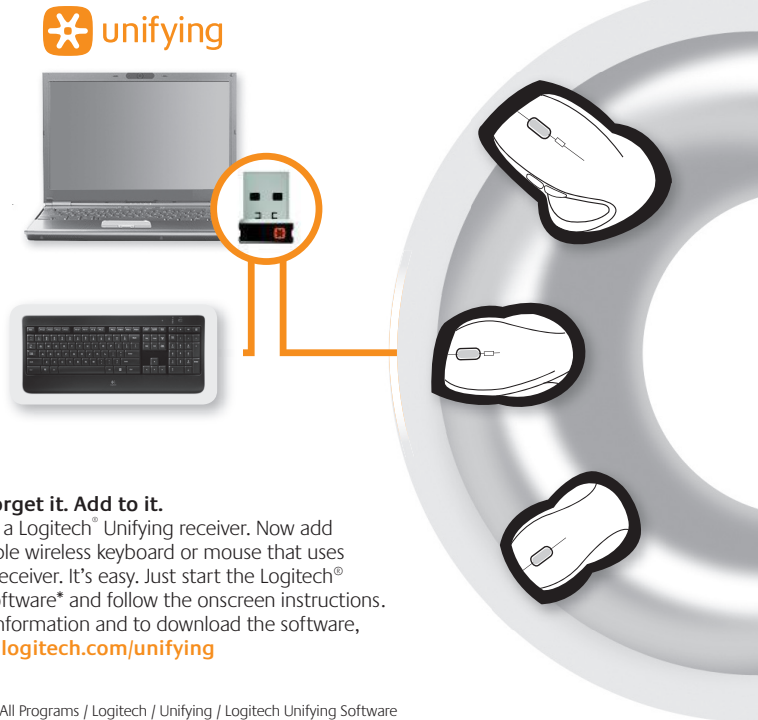 unifying
orget it. Add to it.
a Logitech® Unifying receiver. Now add
ble wireless keyboard or mouse that uses
eceiver. It's easy. Just start the Logitech®
oftware* and follow the onscreen instructions.
nformation and to download the software,
logitech.com/unifying
All Programs / Logitech / Unifying / Logitech Unifying Software